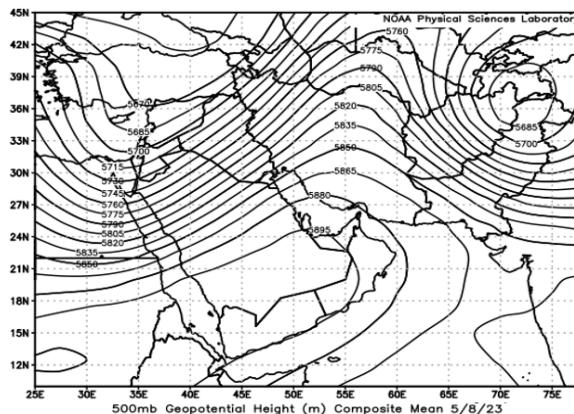 NOAA Physical Sciences Laborator
45N
5760
42N
5775
39N
5790
5805
36N
5670
5820
5685
5685
33N
5835
5700
5700
5850
5715
30N
5730
5865
5745
27N
5760
5880
5775
5790
24N
5805
5895
5820
5835
21N
5850
18N
15N
12N
25E 30E 35E 40E 45E 50E 55E 60E 65E 70E 75E
500mb Geopotential Height (m) Composite Mean 5/8/23